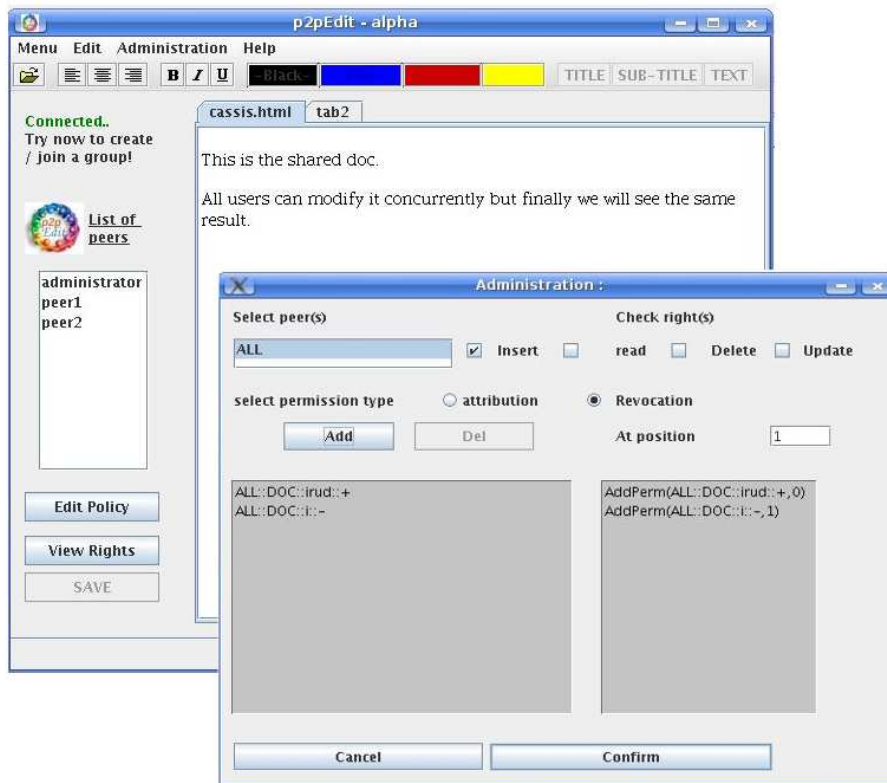 p2pEdit - alpha
Menu Edit Administration Help
B I U -Black- TITLE SUB-TITLE TEXT
Connected..
Try now to create
/ join a group!
p2p
Edit
List of
peers
administrator
peer1
peer2
Edit Policy
View Rights
SAVE
cassis.html tab2
This is the shared doc.
All users can modify it concurrently but finally we will see the same
result.
X Administration :
Select peer(s) Check right(s)
ALL Insert read Delete Update
select permission type attribution Revocation
Add Del At position 1
ALL::DOC::irud::+
ALL::DOC::i::-
AddPerm(ALL::DOC::irud::+,0)
AddPerm(ALL::DOC::i::-,1)
Cancel Confirm